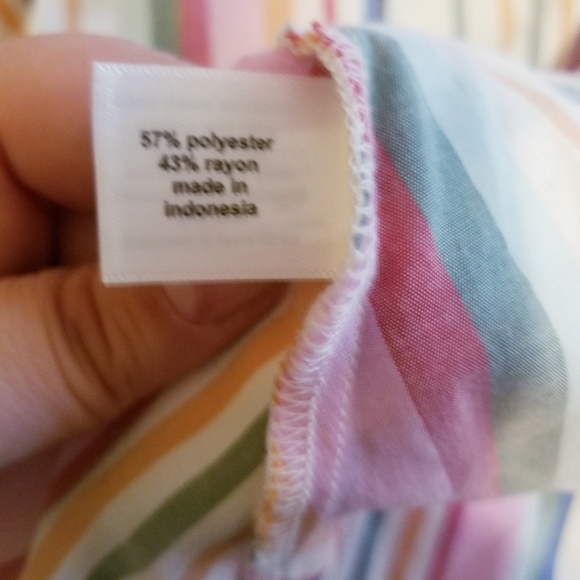 57% polyester
43% rayon
made in
indonesia